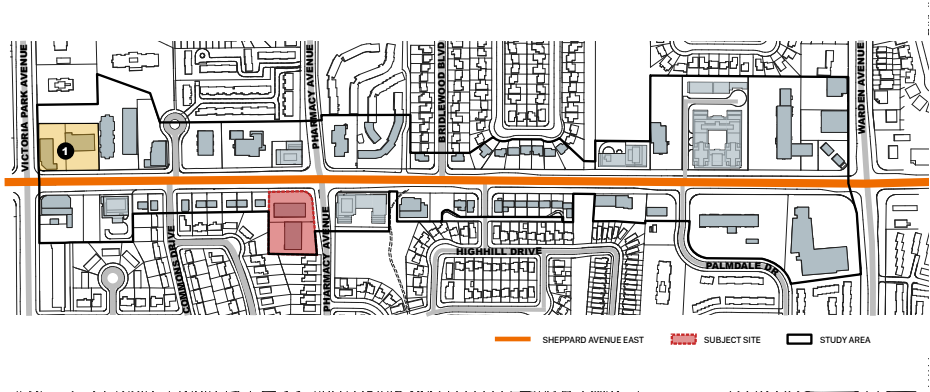 VICTORIA PARK AVENUE
PHARMACY AVENUE
BRIDLEWOOD BLVD
WARDEN AVENUE
1
COMMONS DRIVE
PHARMACY AVENUE
HIGHHILL DRIVE
PALMDALE DR
SHEPPARD AVENUE EAST
SUBJECT SITE
STUDY AREA